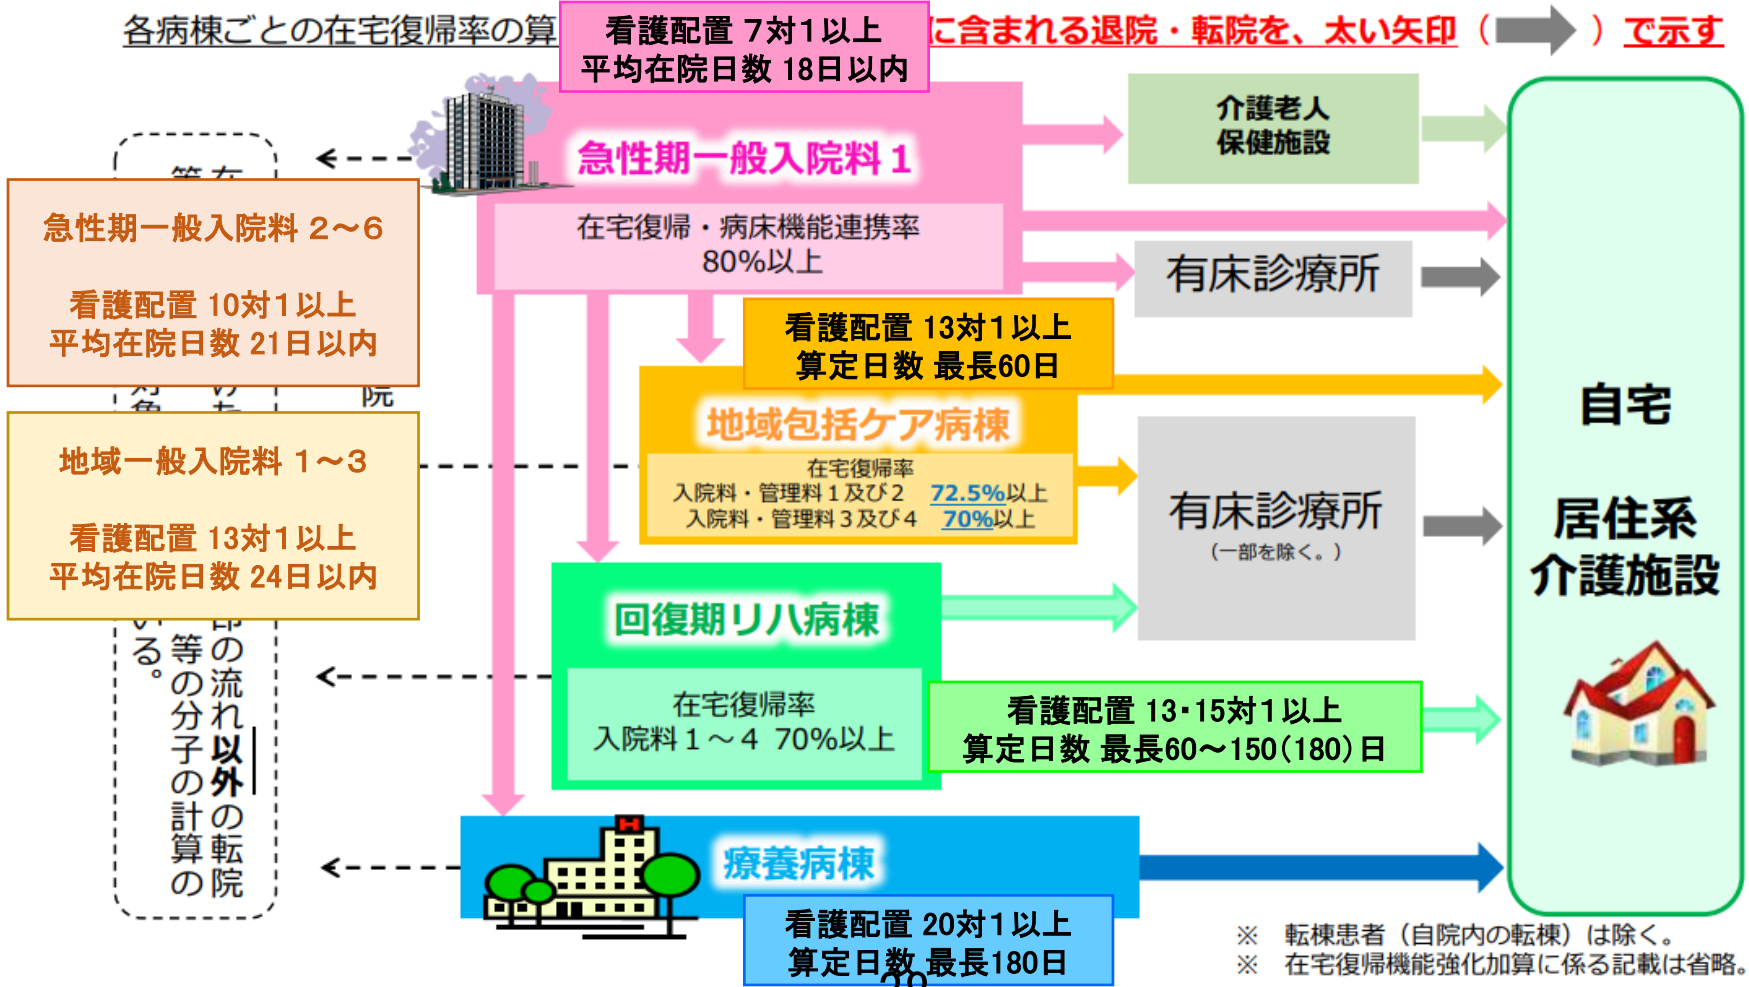 各病棟ごとの在宅復帰率の算
に含まれる退院・転院を、太い矢印（ ）で示す
看護配置 7対1以上
平均在院日数 18日以内
急性期一般入院料１
在宅復帰・病床機能連携率
80%以上
介護老人
保健施設
有床診療所
急性期一般入院料 2～6
看護配置 10対1以上
平均在院日数 21日以内
院
地域一般入院料 1～3
看護配置 13対1以上
平均在院日数 24日以内
の流れ以外の転院
等の分子の計算の
いる。
看護配置 13対1以上
算定日数 最長60日
地域包括ケア病棟
在宅復帰率
入院料・管理料１及び２ 72.5%以上
入院料・管理料３及び４ 70%以上
有床診療所
（一部を除く。）
回復期リハ病棟
在宅復帰率
入院料１～４ 70%以上
看護配置 13・15対1以上
算定日数 最長60～150（180）日
療養病棟
看護配置 20対1以上
算定日数 最長180日
自宅
居住系
介護施設
※ 転棟患者（自院内の転棟）は除く。
※ 在宅復帰機能強化加算に係る記載は省略。